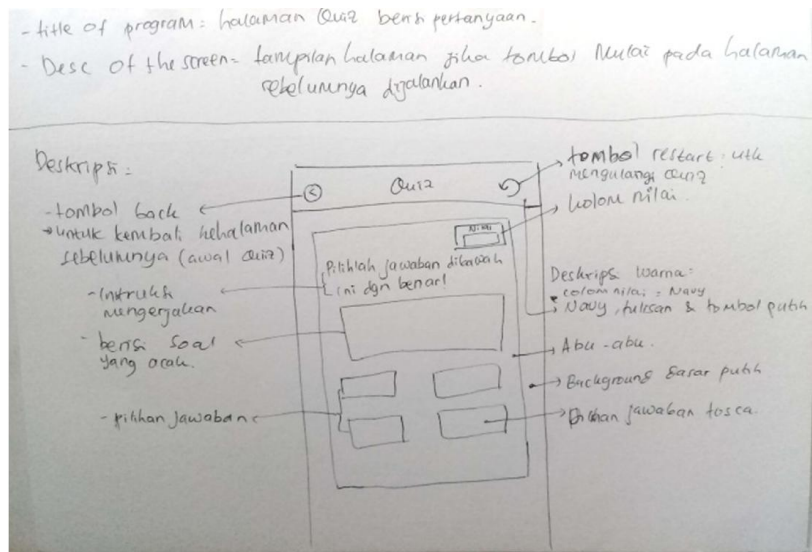 - title of program = halaman Quiz berisi pertanyaan.
- Desc of the screen = tampilan halaman jika tombol Mulai pada halaman
sebelumnya dijalankan.
Deskripsi =
- tombol back
→ untuk kembali kehalaman
sebelumnya (awal Quiz)
- Instruksi
mengerjakan
- berisi soal
yang acak.
- pilihan jawaban
Quiz
Nilai
Pilihlah jawaban dibawah
ini dgn benar!
tombol restart : utk
mengulangi Quiz
kolom nilai.
Deskripsi warna:
colom nilai = Navy
Navy, tulisan & tombol putih
Abu-abu.
Background dasar putih
Pilihan jawaban tosca.